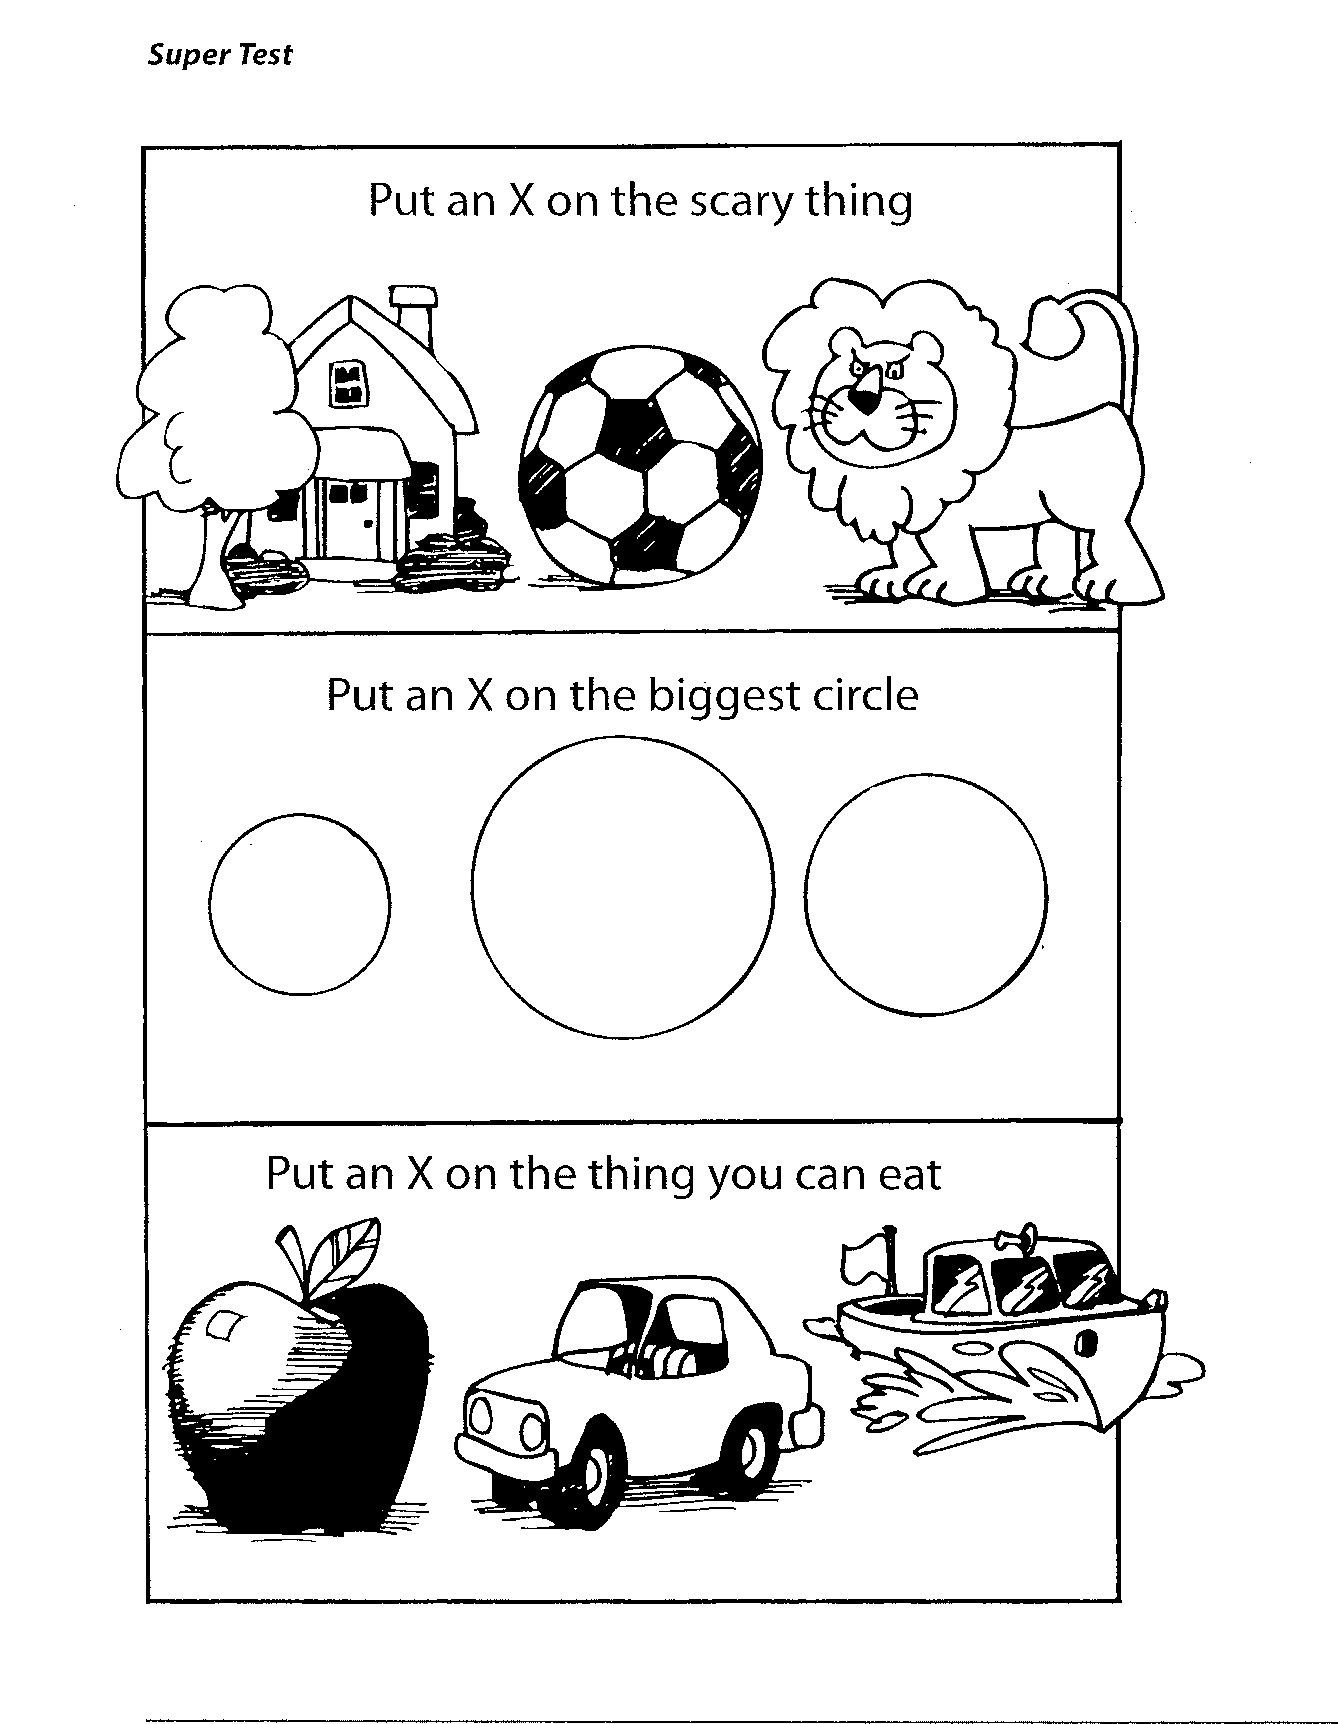 Super Test
Put an X on the scary thing
Put an X on the biggest circle
Put an X on the thing you can eat